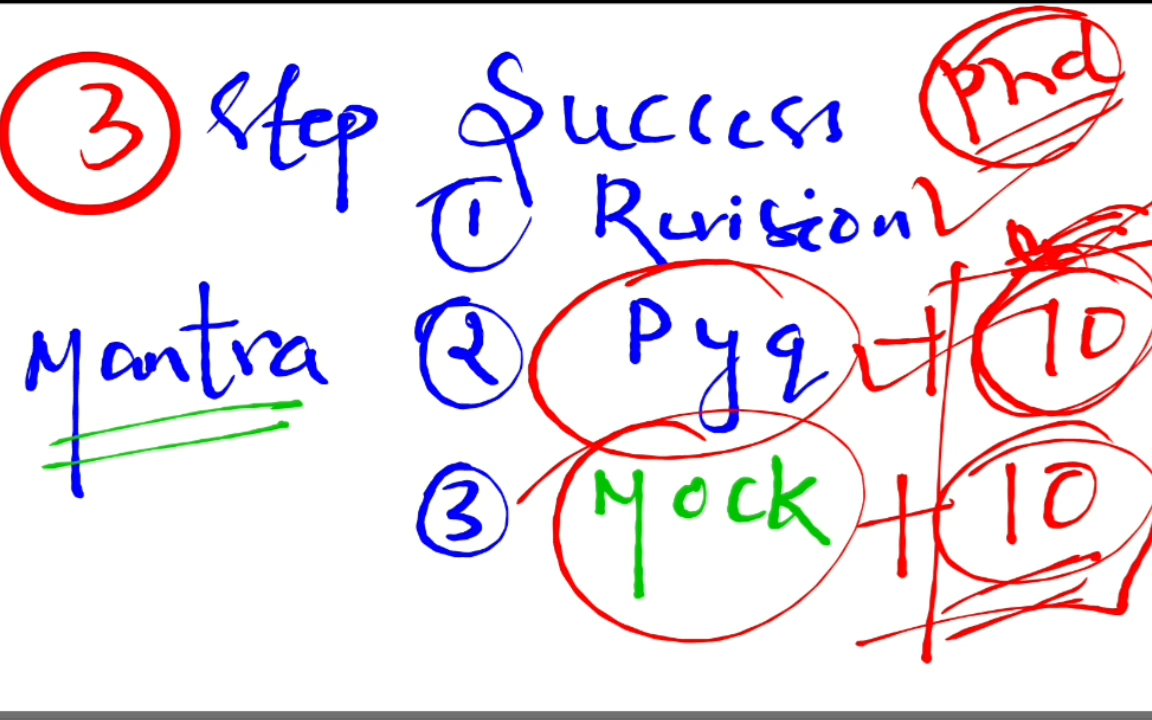 3 Step Success phd
① Revision
Mantra ② Pyq + 10
③ Mock + 10